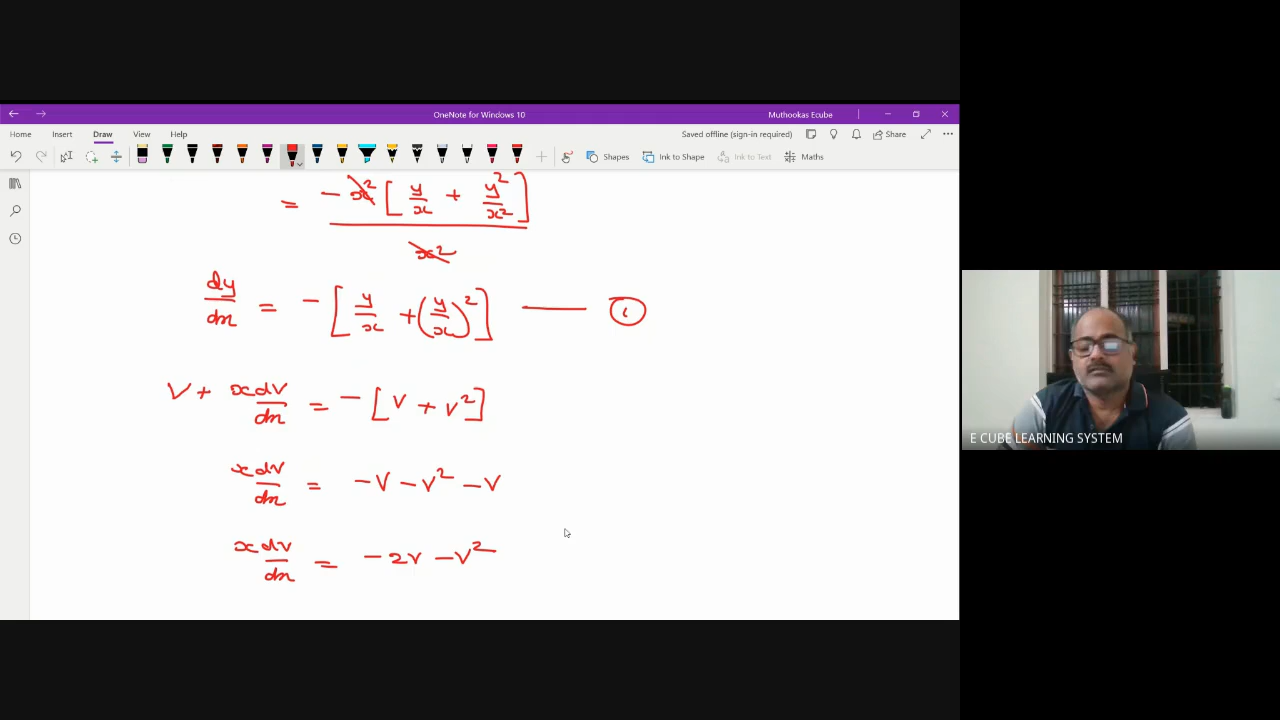 OneNote for Windows 10
Muthookas Ecube
Home Insert Draw View Help
Saved offline (sign-in required) Share
Shapes Ink to Shape Ink to Text Maths
= -x² [y/x + y²/x²] / x²
dy/dx = - [y/x + (y/x)²] —— ①
V + x dv/dx = - [v + v²]
x dv/dx = -v - v² - v
x dv/dx = -2v - v²
E CUBE LEARNING SYSTEM